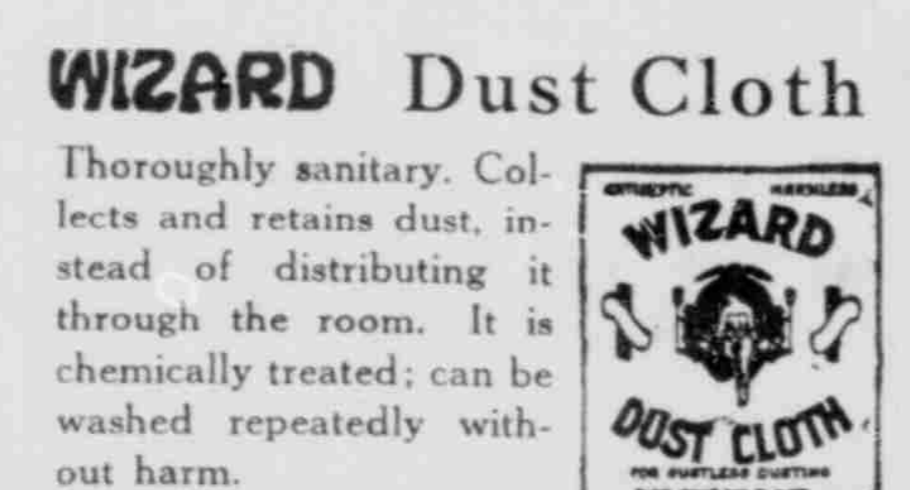 WIZARD Dust Cloth
Thoroughly sanitary. Col-
lects and retains dust, in-
stead of distributing it
through the room. It is
chemically treated; can be
washed repeatedly with-
out harm.
ANTISEPTIC HARMLESS
WIZARD
DUST CLOTH
FOR DUSTLESS DUSTING